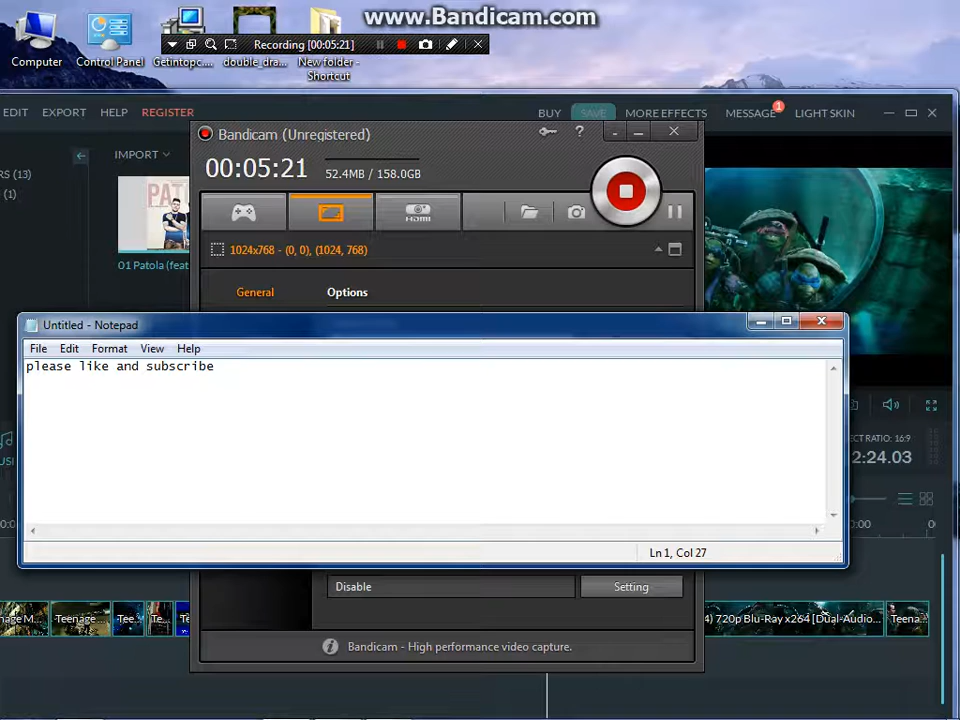 www.Bandicam.com
Recording [00:05:21]
Computer
Control Panel
Getintopc....
double_dra...
New folder - Shortcut
EDIT
EXPORT
HELP
REGISTER
BUY
SAVE
MORE EFFECTS
MESSAGE
1
LIGHT SKIN
Bandicam (Unregistered)
00:05:21
52.4MB / 158.0GB
HDMI
1024x768 - (0, 0), (1024, 768)
General
Options
IMPORT
RS (13)
(1)
01 Patola (feat
Untitled - Notepad
File
Edit
Format
View
Help
please like and subscribe
Ln 1, Col 27
ECT RATIO: 16:9
2:24.03
Disable
Setting
nage M...
Teenage...
Tee...
Te...
4) 720p Blu-Ray x264 [Dual-Audio...
Teena...
Bandicam - High performance video capture.